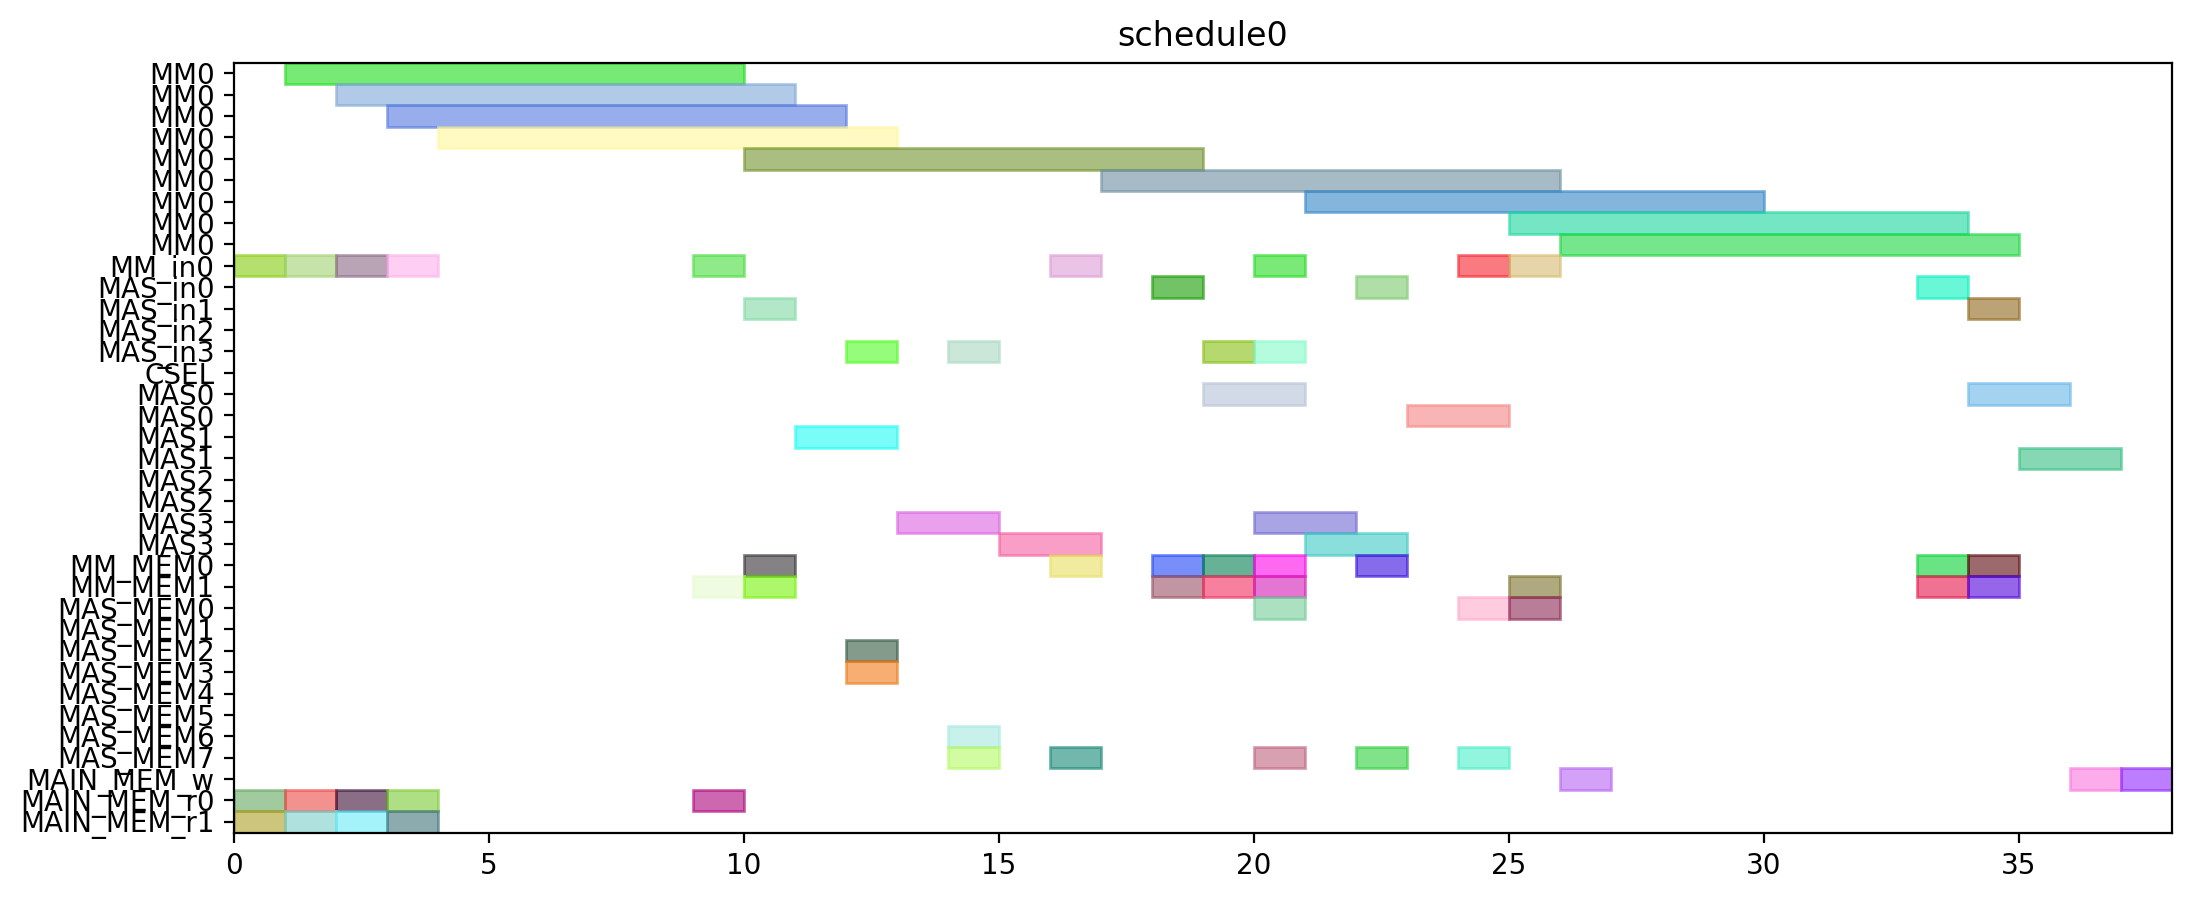 schedule0
MM0
MM0
MM0
MM0
MM0
MM0
MM0
MM0
MM0
MM_in0
MAS_in0
MAS_in1
MAS_in2
MAS_in3
CSEL
MAS0
MAS0
MAS1
MAS1
MAS2
MAS2
MAS3
MAS3
MM_MEM0
MM_MEM1
MAS_MEM0
MAS_MEM1
MAS_MEM2
MAS_MEM3
MAS_MEM4
MAS_MEM5
MAS_MEM6
MAS_MEM7
MAIN_MEM_w
MAIN_MEM_r0
MAIN_MEM_r1
0 5 10 15 20 25 30 35